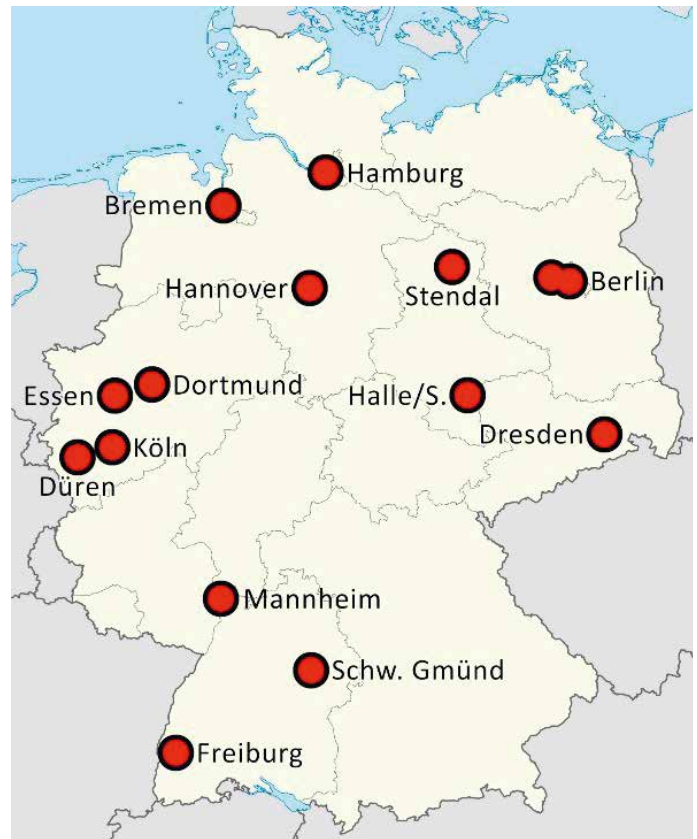 Hamburg
Bremen
Hannover
Stendal
Berlin
Essen
Dortmund
Halle/S.
Dresden
Köln
Düren
Mannheim
Schw. Gmünd
Freiburg